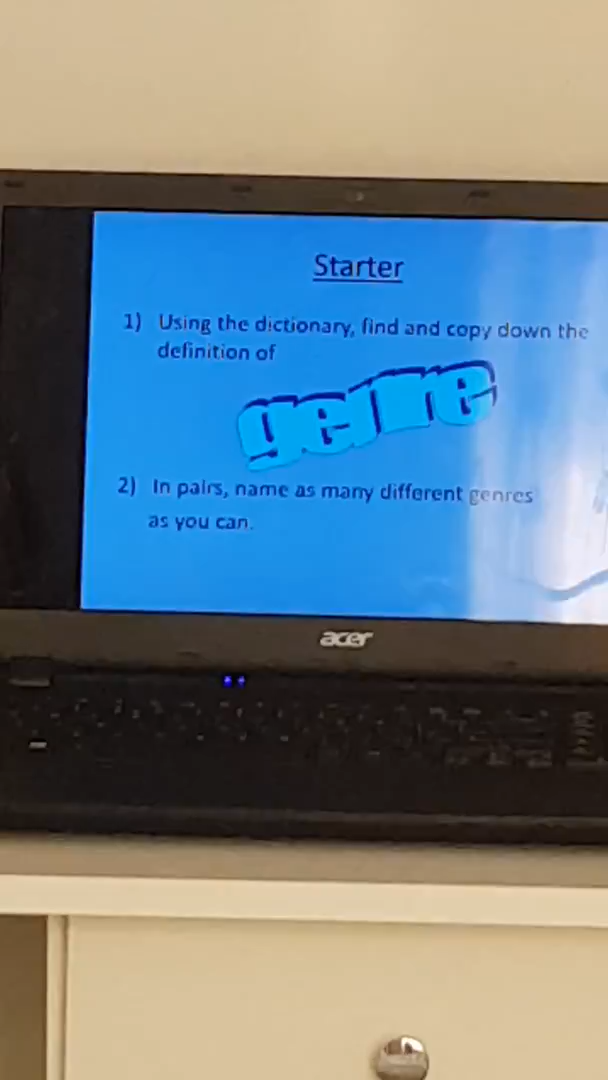 Starter
1) Using the dictionary, find and copy down the
definition of
genre
2) In pairs, name as many different genres
as you can.
acer